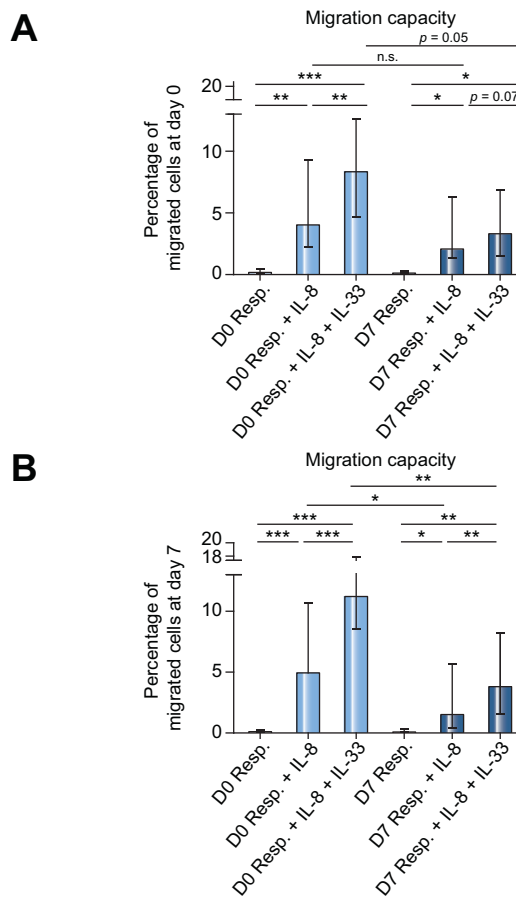 A
Migration capacity
p = 0.05
n.s.
*** *
** ** * p = 0.07
Percentage of
migrated cells at day 0
20
10
5
0
D0 Resp.
D0 Resp. + IL-8
D0 Resp. + IL-8 + IL-33
D7 Resp.
D7 Resp. + IL-8
D7 Resp. + IL-8 + IL-33
B
Migration capacity
**
*
*** **
*** *** * **
Percentage of
migrated cells at day 7
20
18
10
5
0
D0 Resp.
D0 Resp. + IL-8
D0 Resp. + IL-8 + IL-33
D7 Resp.
D7 Resp. + IL-8
D7 Resp. + IL-8 + IL-33